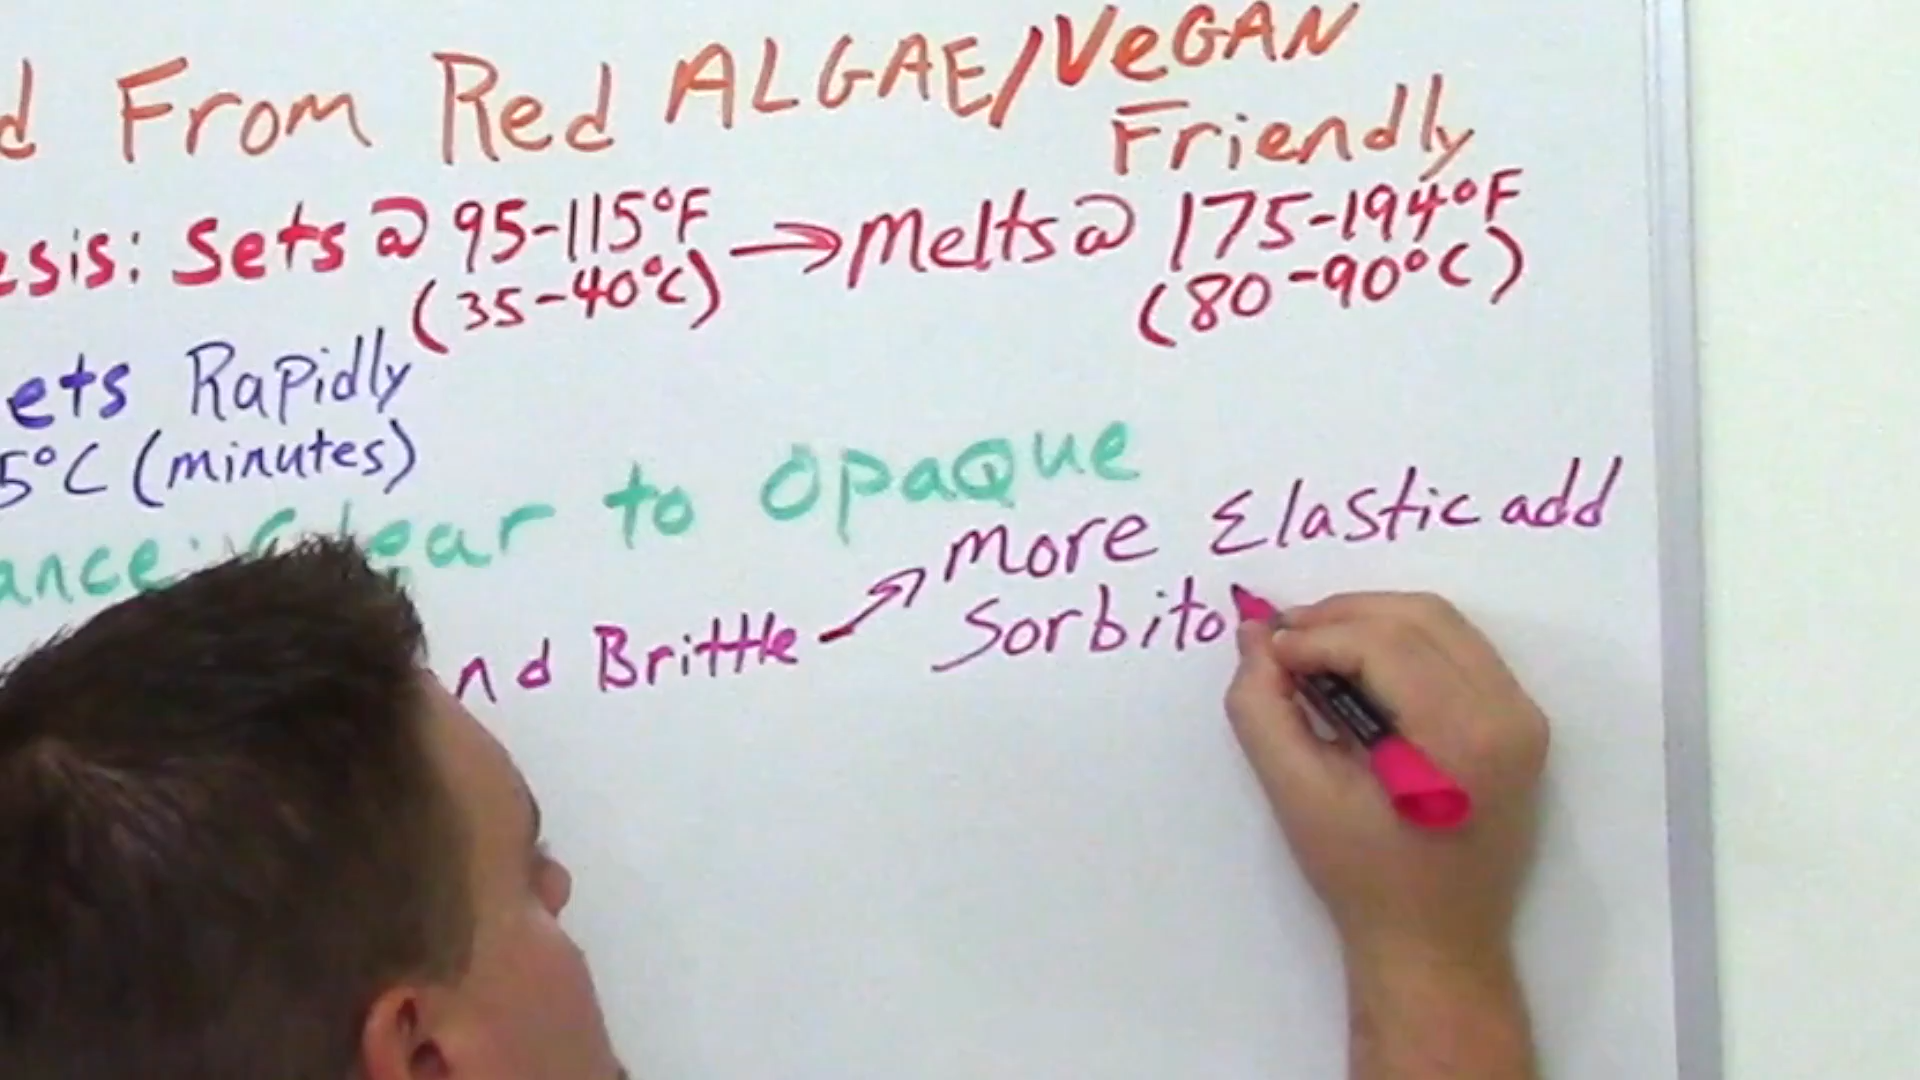 d From Red ALGAE/VeGAN
Friendly
esis: Sets @ 95-115°F → Melts @ 175-194°F
(35-40°C) (80-90°C)
ets Rapidly
5°C (minutes)
ance: Clear to Opaque
nd Brittle → More Elastic add
Sorbito